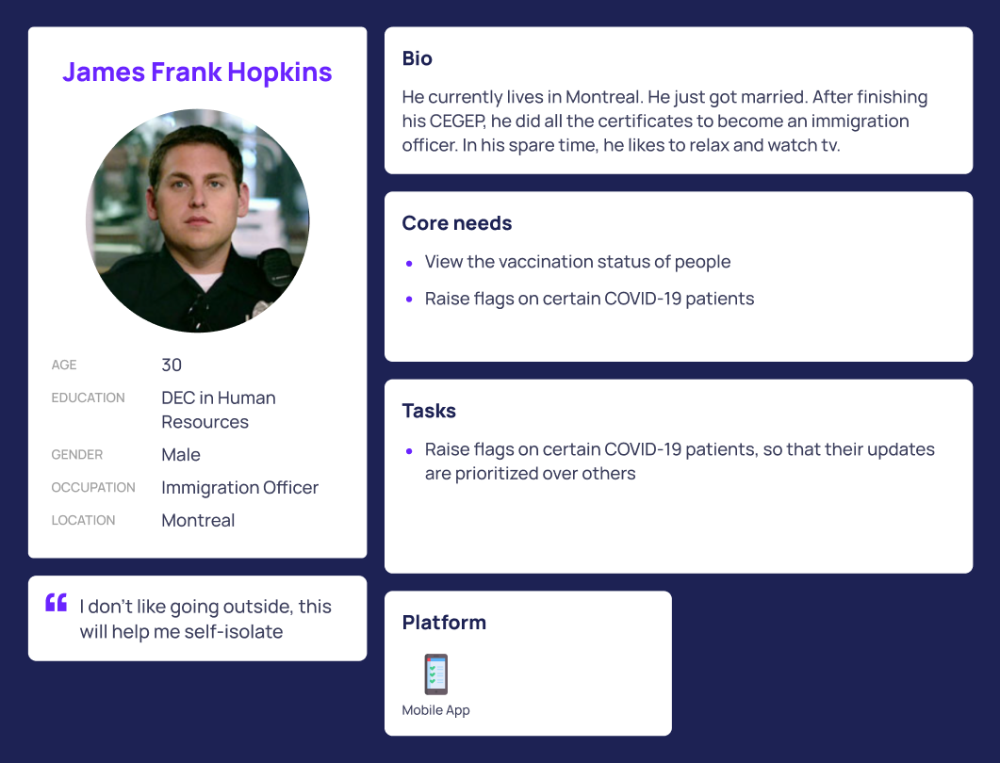 James Frank Hopkins
AGE 30
EDUCATION DEC in Human
Resources
GENDER Male
OCCUPATION Immigration Officer
LOCATION Montreal
“ I don't like going outside, this
will help me self-isolate
Bio
He currently lives in Montreal. He just got married. After finishing
his CEGEP, he did all the certificates to become an immigration
officer. In his spare time, he likes to relax and watch tv.
Core needs
• View the vaccination status of people
• Raise flags on certain COVID-19 patients
Tasks
• Raise flags on certain COVID-19 patients, so that their updates
are prioritized over others
Platform
Mobile App